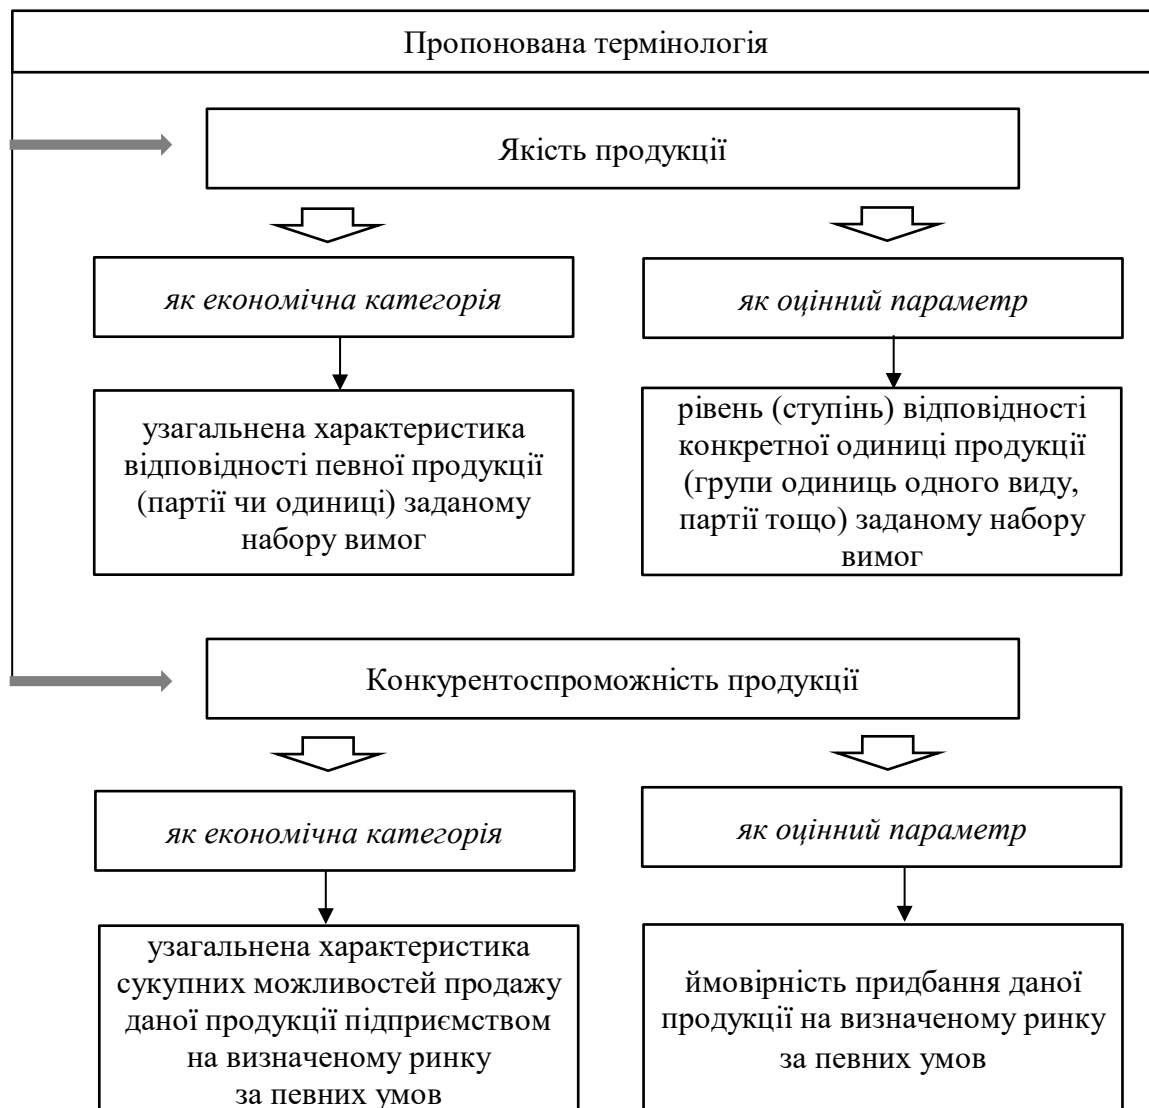 Пропонована термінологія
Якість продукції
як економічна категорія
як оцінний параметр
узагальнена характеристика
відповідності певної продукції
(партії чи одиниці) заданому
набору вимог
рівень (ступінь) відповідності
конкретної одиниці продукції
(групи одиниць одного виду,
партії тощо) заданому набору
вимог
Конкурентоспроможність продукції
як економічна категорія
як оцінний параметр
узагальнена характеристика
сукупних можливостей продажу
даної продукції підприємством
на визначеному ринку
за певних умов
ймовірність придбання даної
продукції на визначеному ринку
за певних умов